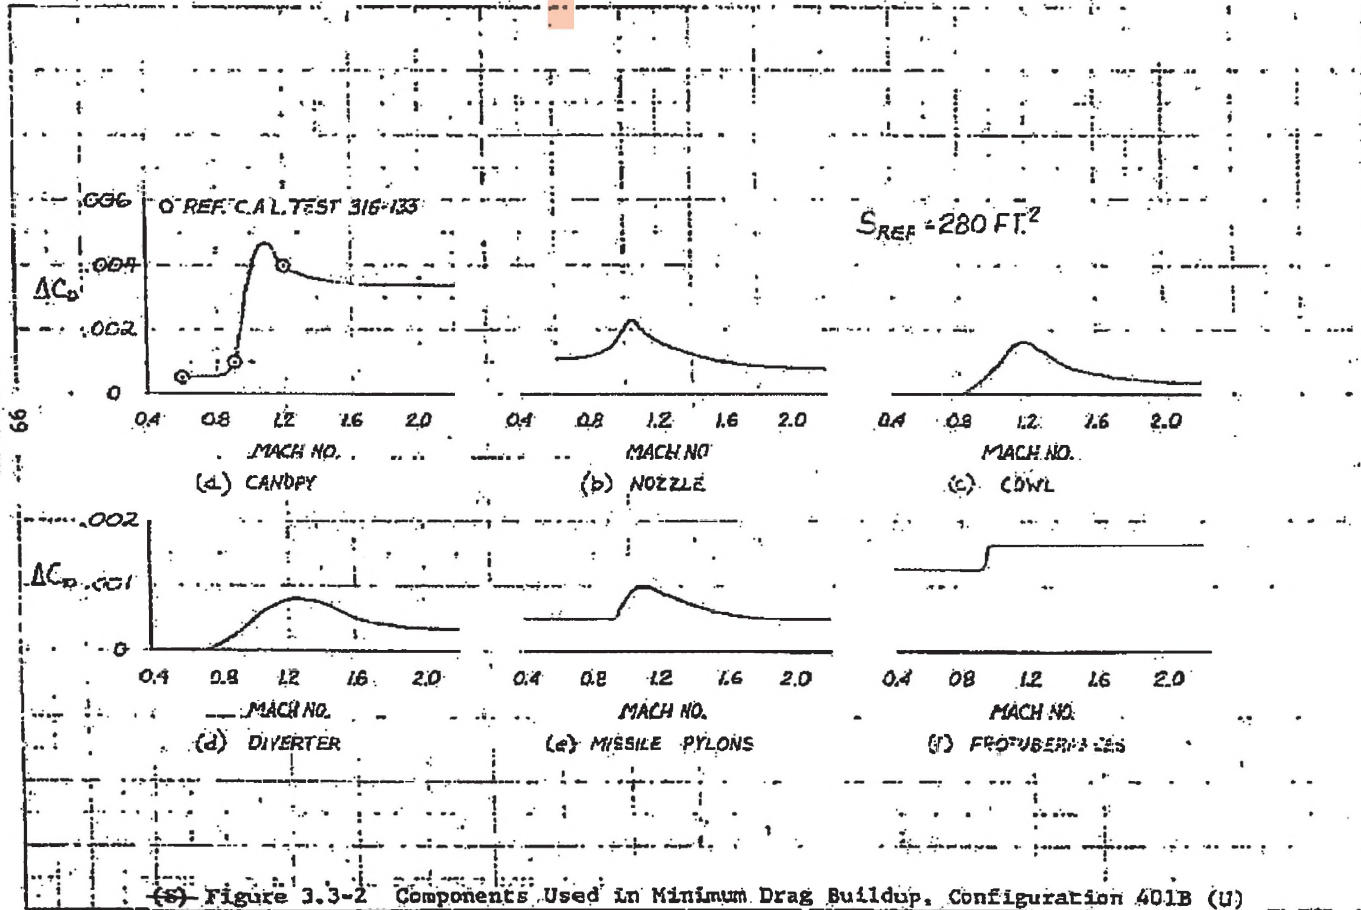 .006 O REF. C.A.L. TEST 316-133
SREF = 280 FT.2
.004
ΔCD
.002
0
0.4 0.8 1.2 1.6 2.0
0.4 0.8 1.2 1.6 2.0
0.4 0.8 1.2 1.6 2.0
99
MACH NO.
MACH NO
MACH NO.
(a) CANOPY
(b) NOZZLE
(c) COWL
.002
ΔCD .001
0
0.4 0.8 1.2 1.6 2.0
0.4 0.8 1.2 1.6 2.0
0.4 0.8 1.2 1.6 2.0
MACH NO.
MACH NO.
MACH NO.
(d) DIVERTER
(e) MISSILE PYLONS
(f) PROTUBERANCES
(S) Figure 3.3-2 Components Used in Minimum Drag Buildup, Configuration 401B (U)